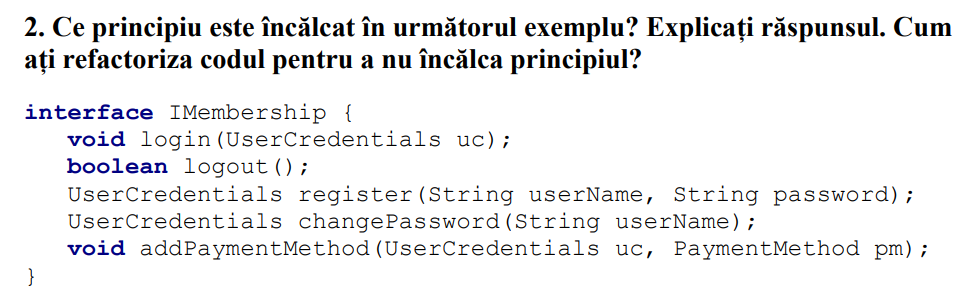 2. Ce principiu este încălcat în următorul exemplu? Explicați răspunsul. Cum
ați refactoriza codul pentru a nu încălca principiul?
interface IMembership {
void login(UserCredentials uc);
boolean logout();
UserCredentials register(String userName, String password);
UserCredentials changePassword(String userName);
void addPaymentMethod(UserCredentials uc, PaymentMethod pm);
}